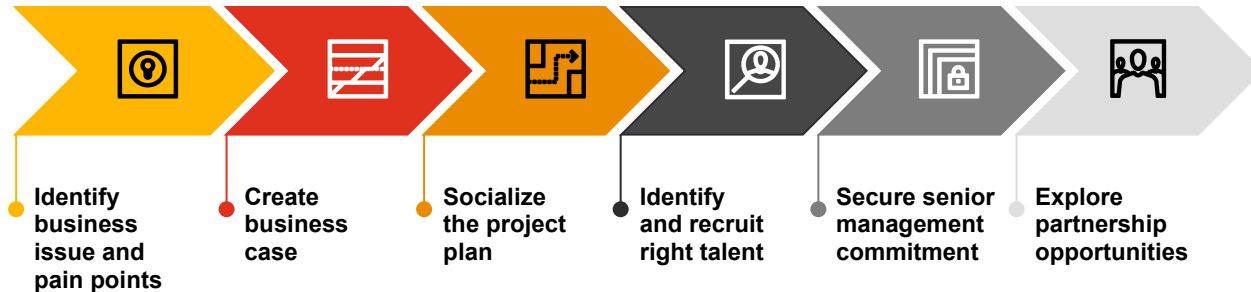 Identify
business
issue and
pain points
Create
business
case
Socialize
the project
plan
Identify
and recruit
right talent
Secure senior
management
commitment
Explore
partnership
opportunities